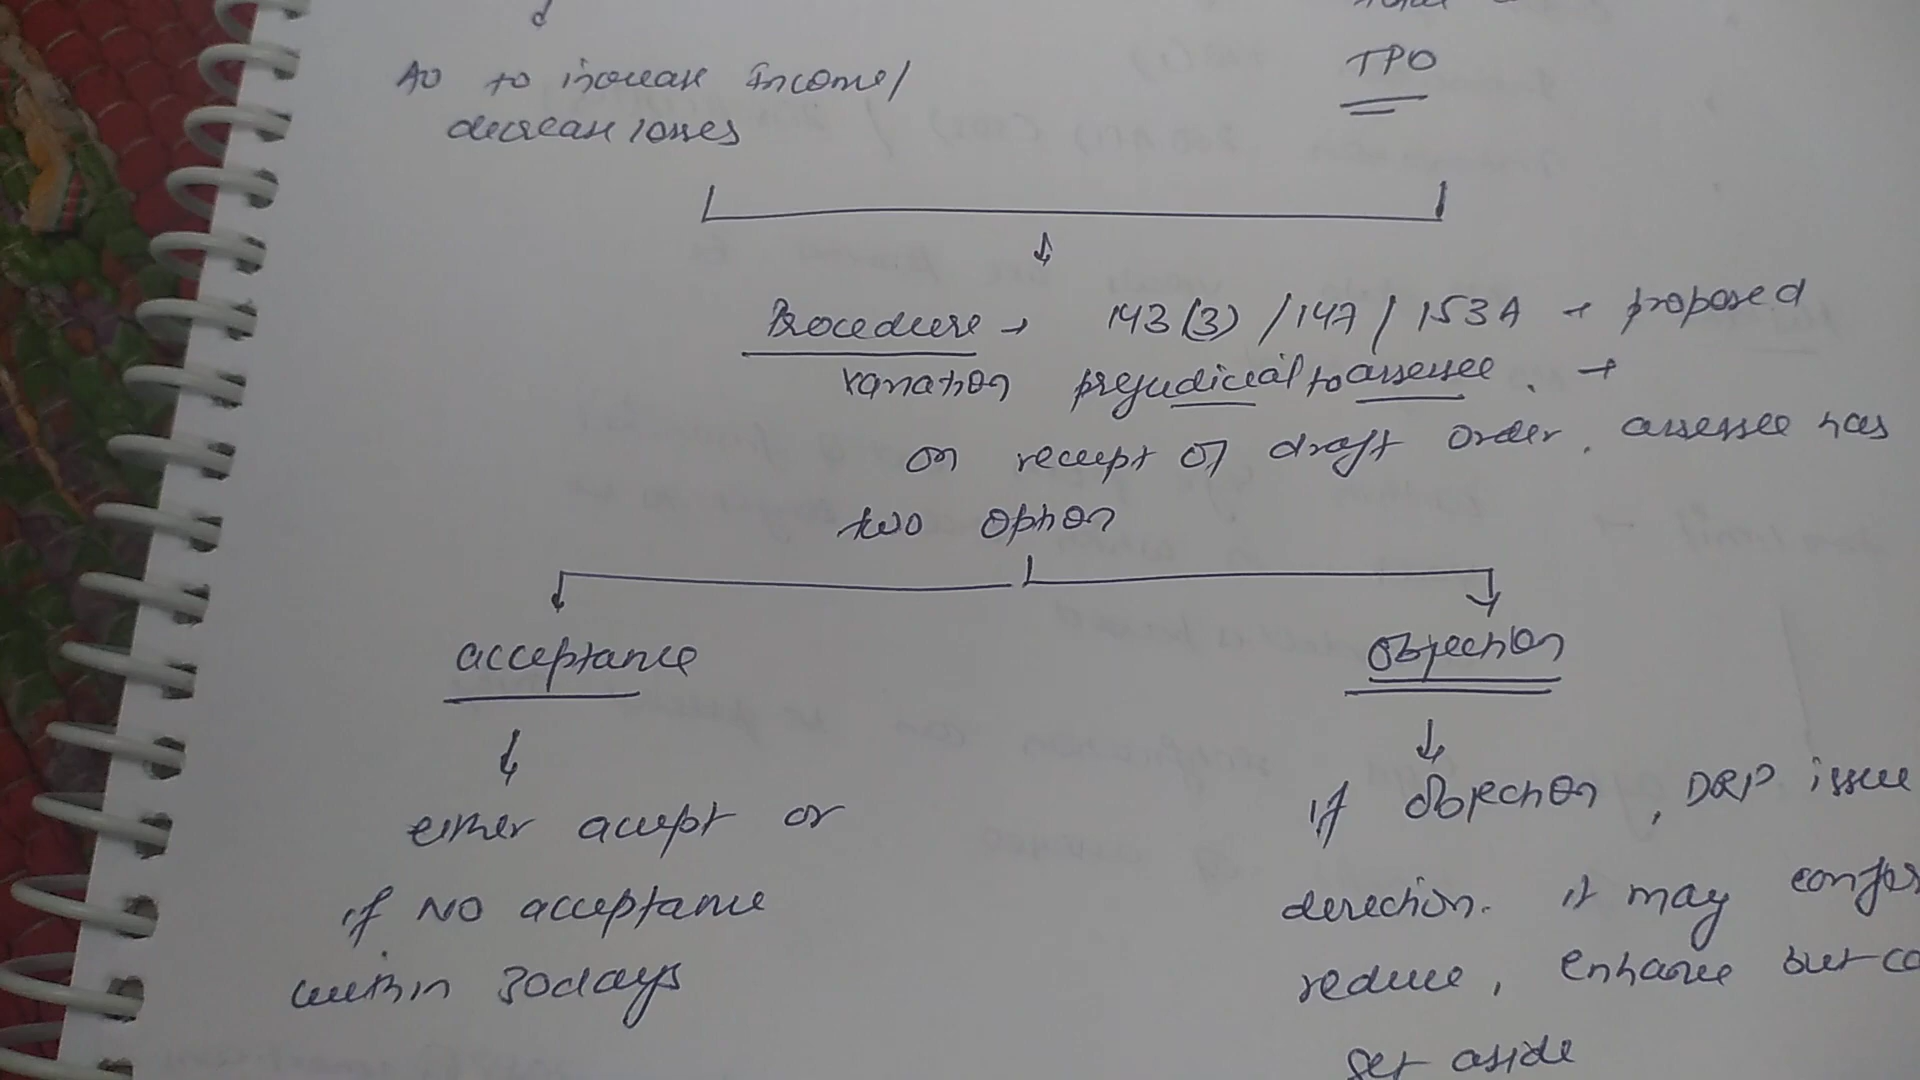 AO to increase Income/
decrease losses
TPO
Procedure → 143(3) / 147 / 153A → proposed
variation prejudicial to assessee. →
on receipt of draft order. assessee has
two option
acceptance
objection
either accept or
if NO acceptance
within 30days
if objection, DRP issue
derection. it may
reduce, enhance but
set aside